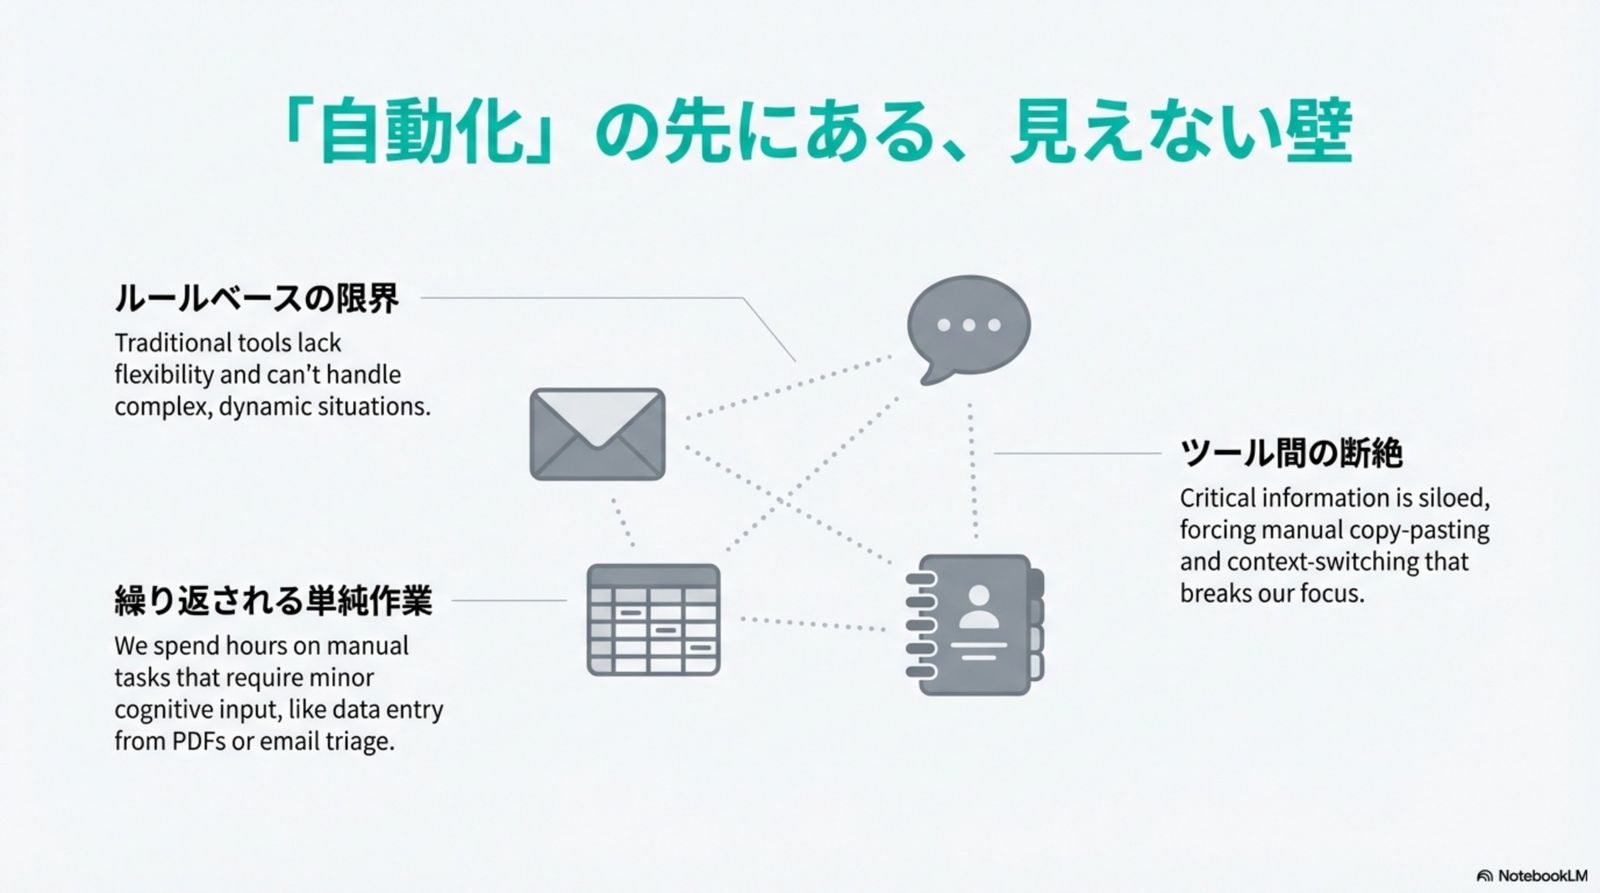 「自動化」の先にある、見えない壁
ルールベースの限界
Traditional tools lack
flexibility and can't handle
complex, dynamic situations.
ツール間の断絶
Critical information is siloed,
forcing manual copy-pasting
and context-switching that
breaks our focus.
繰り返される単純作業
We spend hours on manual
tasks that require minor
cognitive input, like data entry
from PDFs or email triage.
NotebookLM